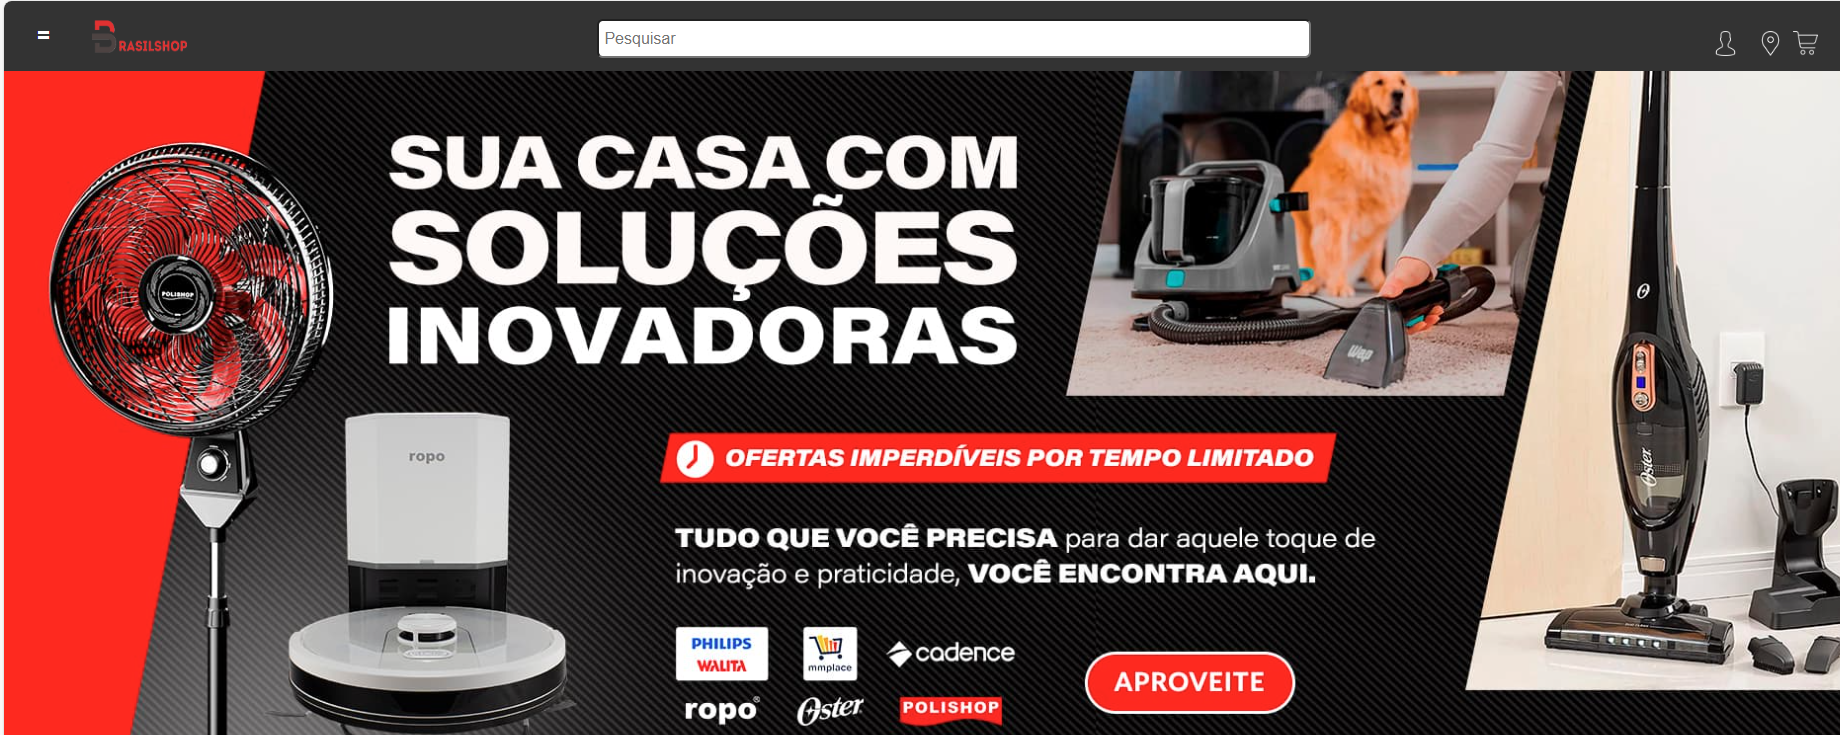 BRASILSHOP
Pesquisar
SUA CASA COM
SOLUÇÕES
INOVADORAS
POLISHOP
ropo
Wap
Oster
OFERTAS IMPERDÍVEIS POR TEMPO LIMITADO
TUDO QUE VOCÊ PRECISA para dar aquele toque de
inovação e praticidade, VOCÊ ENCONTRA AQUI.
PHILIPS
WALITA
mmplace
cadence
ropo®
Oster
POLISHOP
APROVEITE